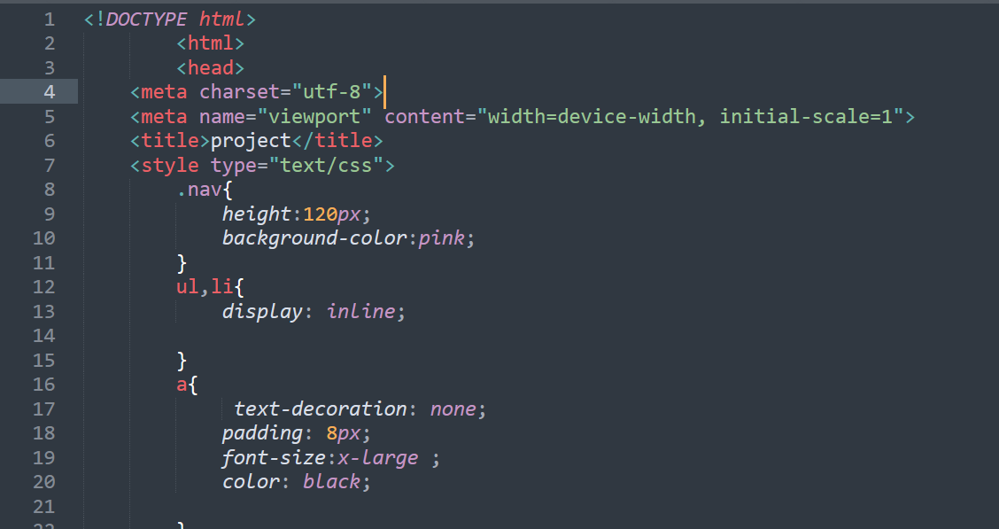 1 <!DOCTYPE html>
2 <html>
3 <head>
4 <meta charset="utf-8">
5 <meta name="viewport" content="width=device-width, initial-scale=1">
6 <title>project</title>
7 <style type="text/css">
8 .nav{
9 height:120px;
10 background-color:pink;
11 }
12 ul,li{
13 display: inline;
14
15 }
16 a{
17 text-decoration: none;
18 padding: 8px;
19 font-size:x-large ;
20 color: black;
21
22 }